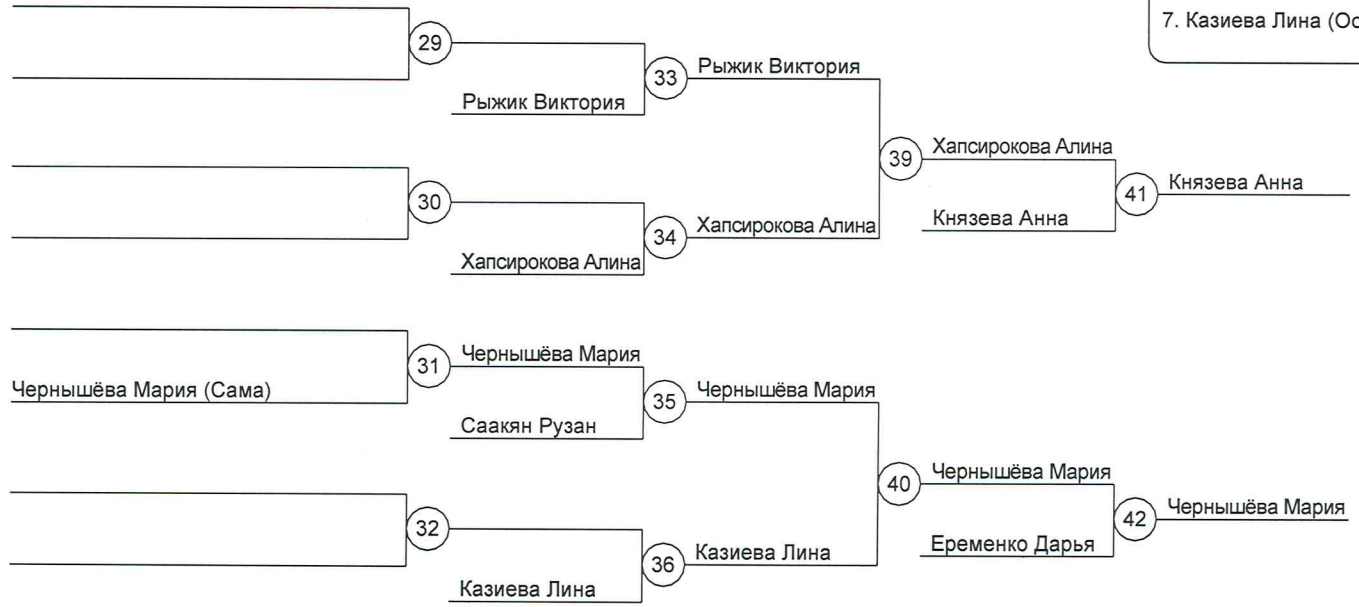 7. Казиева Лина (Ос
29
33
Рыжик Виктория
Рыжик Виктория
39
Хапсирокова Алина
41
Князева Анна
30
34
Хапсирокова Алина
Князева Анна
Хапсирокова Алина
31
Чернышёва Мария
Чернышёва Мария (Сама)
35
Чернышёва Мария
Саакян Рузан
40
Чернышёва Мария
42
Чернышёва Мария
32
36
Казиева Лина
Еременко Дарья
Казиева Лина